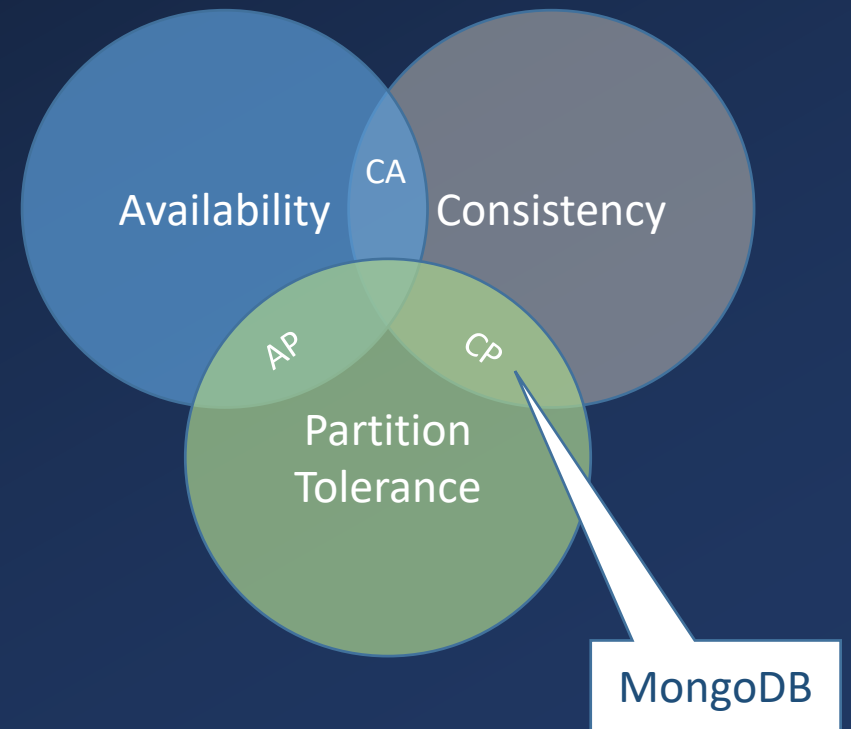 CA
Availability
Consistency
AP
CP
Partition
Tolerance
MongoDB